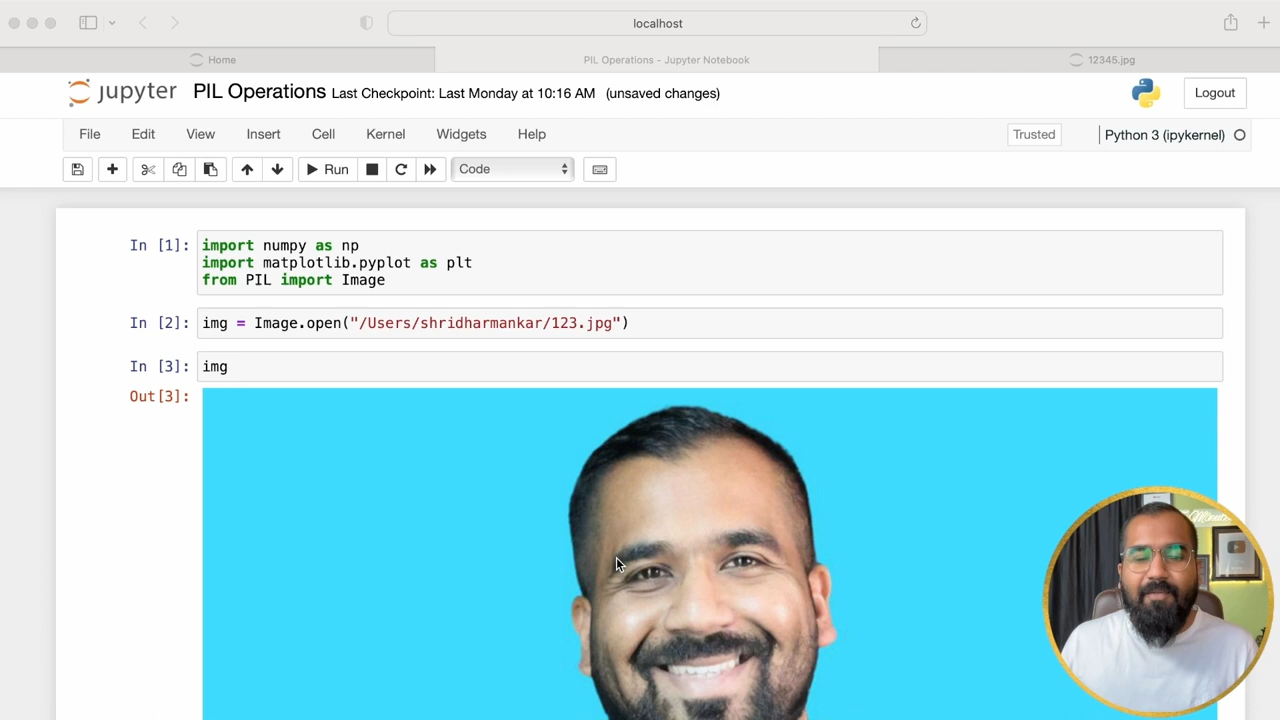 localhost
Home
PIL Operations - Jupyter Notebook
12345.jpg
jupyter PIL Operations Last Checkpoint: Last Monday at 10:16 AM (unsaved changes)
Logout
File Edit View Insert Cell Kernel Widgets Help
Trusted
Python 3 (ipykernel)
Run
Code
In [1]:
import numpy as np
import matplotlib.pyplot as plt
from PIL import Image
In [2]:
img = Image.open("/Users/shridharmankar/123.jpg")
In [3]:
img
Out[3]: